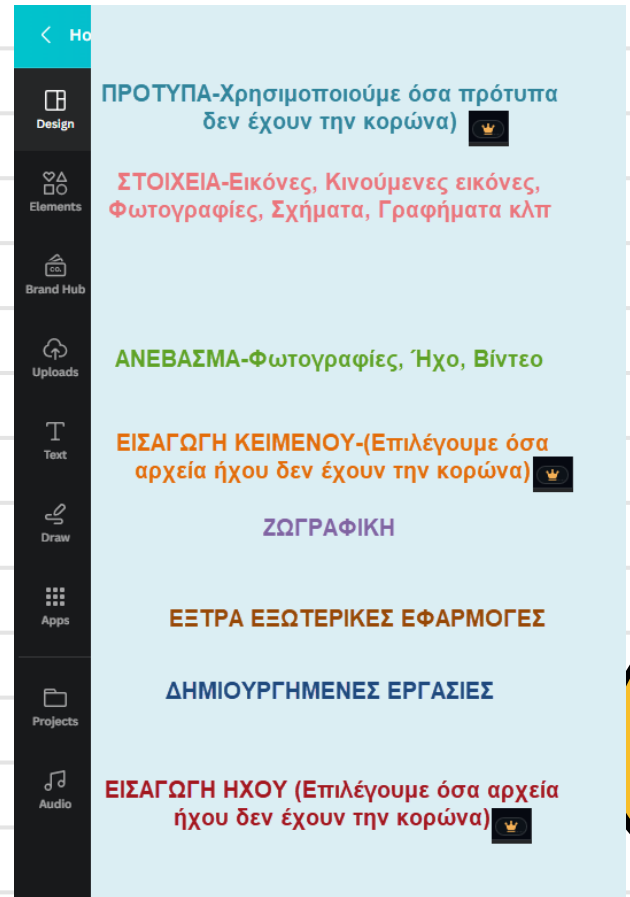 Ho
Design
ΠΡΟΤΥΠΑ-Χρησιμοποιούμε όσα πρότυπα
δεν έχουν την κορώνα)
Elements
ΣΤΟΙΧΕΙΑ-Εικόνες, Κινούμενες εικόνες,
Φωτογραφίες, Σχήματα, Γραφήματα κλπ
CO.
Brand Hub
Uploads
ΑΝΕΒΑΣΜΑ-Φωτογραφίες, Ήχο, Βίντεο
T
Text
ΕΙΣΑΓΩΓΗ ΚΕΙΜΕΝΟΥ-(Επιλέγουμε όσα
αρχεία ήχου δεν έχουν την κορώνα)
Draw
ΖΩΓΡΑΦΙΚΗ
Apps
ΕΞΤΡΑ ΕΞΩΤΕΡΙΚΕΣ ΕΦΑΡΜΟΓΕΣ
ΔΗΜΙΟΥΡΓΗΜΕΝΕΣ ΕΡΓΑΣΙΕΣ
Projects
Audio
ΕΙΣΑΓΩΓΗ ΗΧΟΥ (Επιλέγουμε όσα αρχεία
ήχου δεν έχουν την κορώνα)